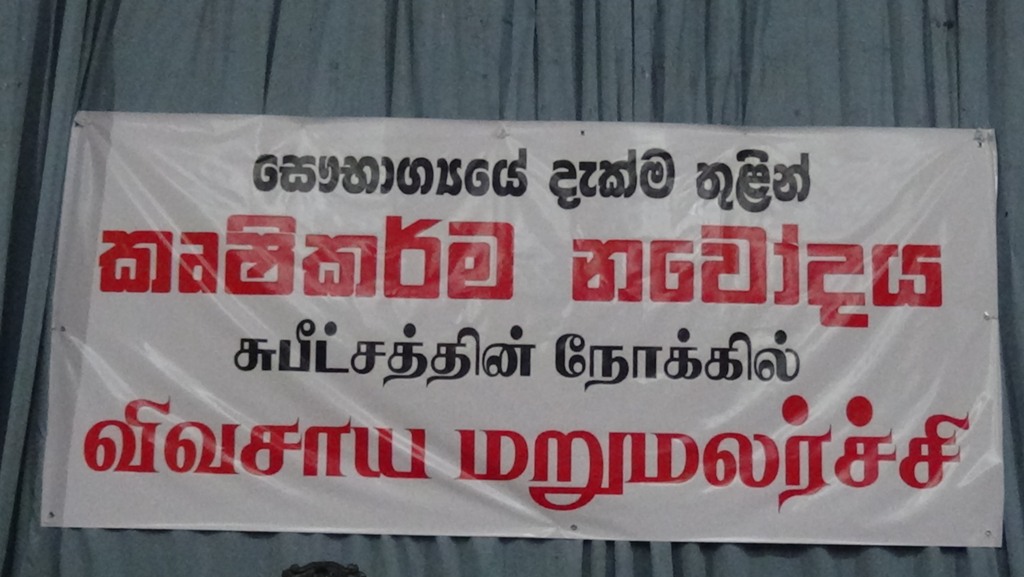 සෞභාග්‍යයේ දැක්ම තුළින්
කෘෂිකර්ම නවෝදය
சுபீட்சத்தின் நோக்கில்
விவசாய மறுமலர்ச்சி